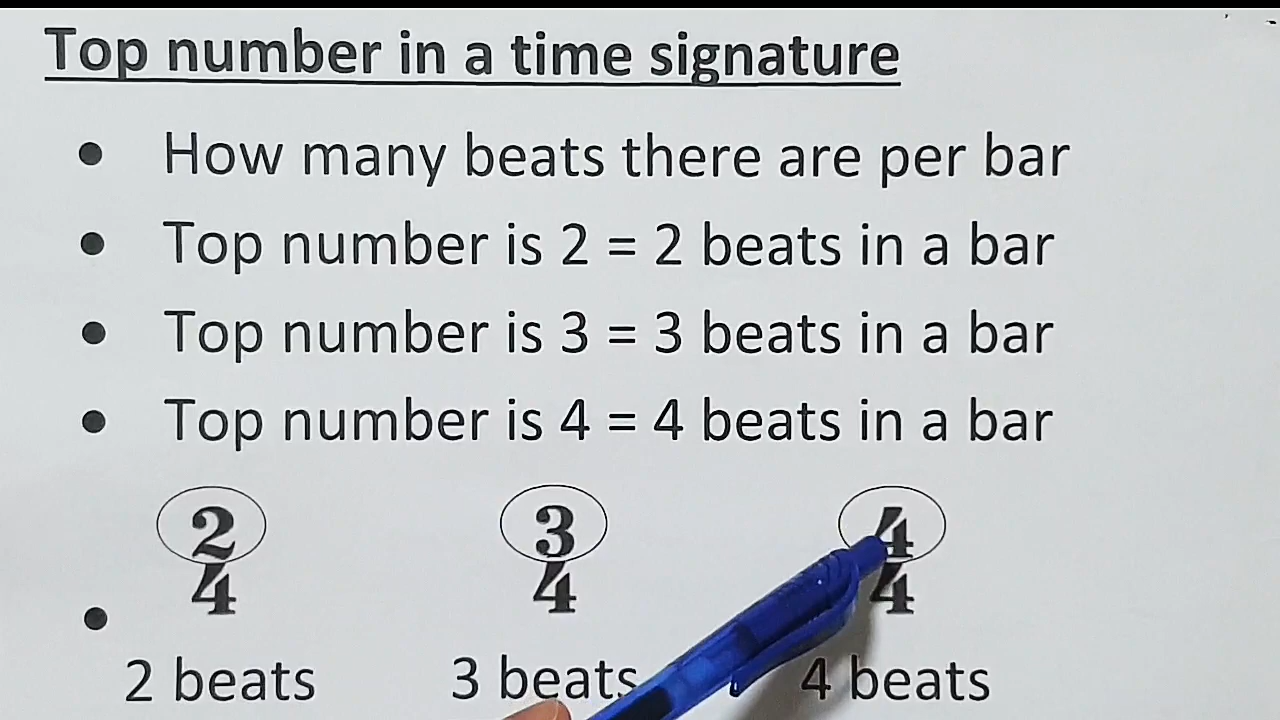 Top number in a time signature
• How many beats there are per bar
• Top number is 2 = 2 beats in a bar
• Top number is 3 = 3 beats in a bar
• Top number is 4 = 4 beats in a bar
2 3 4
4 4 4
•
2 beats 3 beats 4 beats